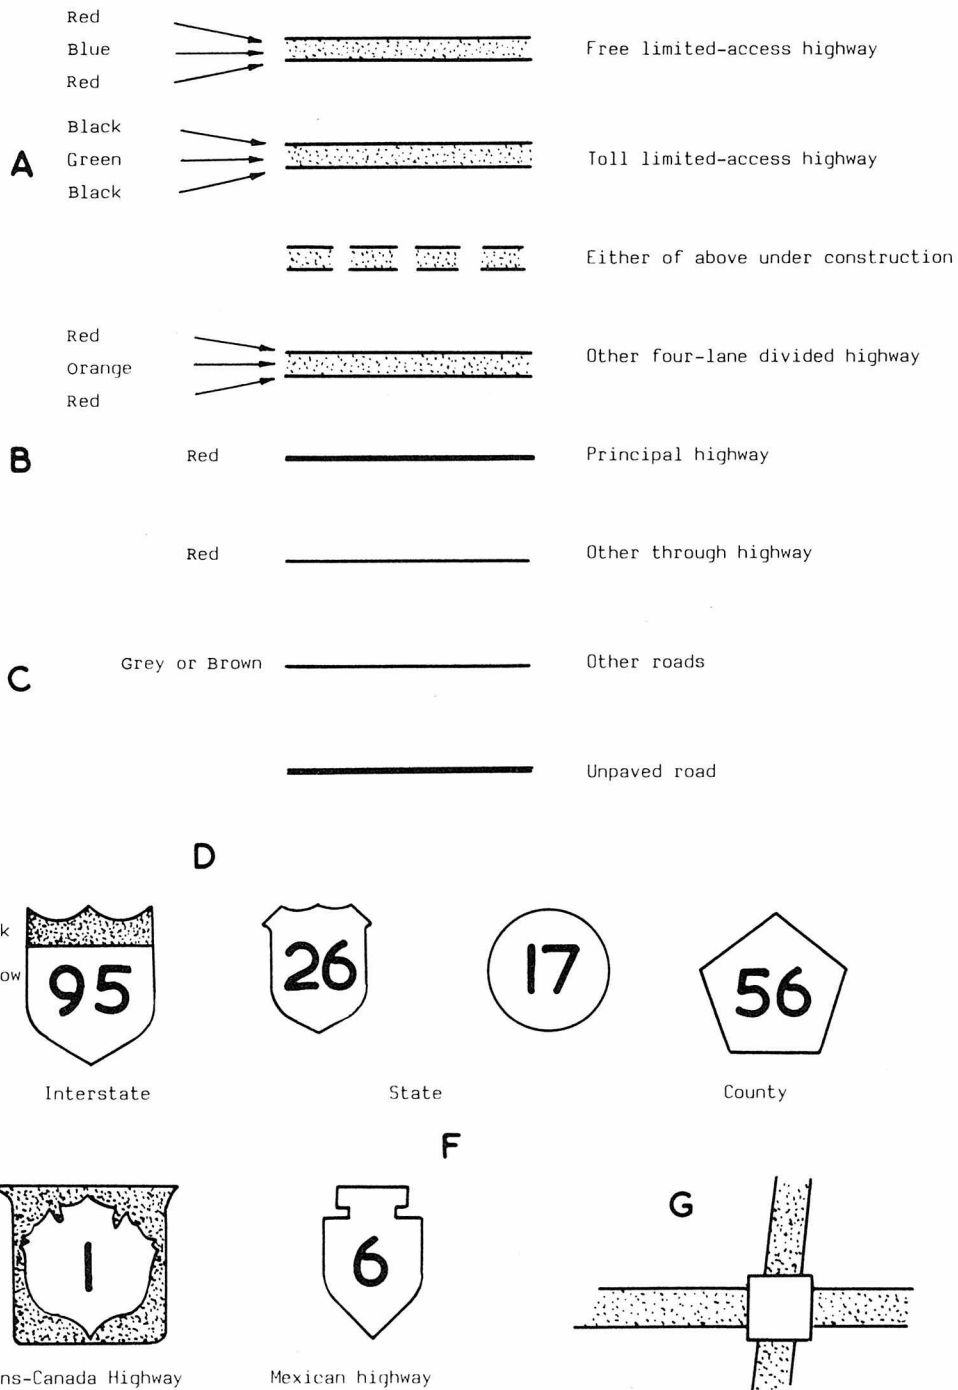 Red
Blue
Red
Free limited-access highway
A
Black
Green
Black
Toll limited-access highway
Either of above under construction
Red
Orange
Red
Other four-lane divided highway
B
Red
Principal highway
Red
Other through highway
C
Grey or Brown
Other roads
Unpaved road
D
k
ow
95
26
17
56
Interstate
State
County
F
1
6
G
ns-Canada Highway
Mexican highway